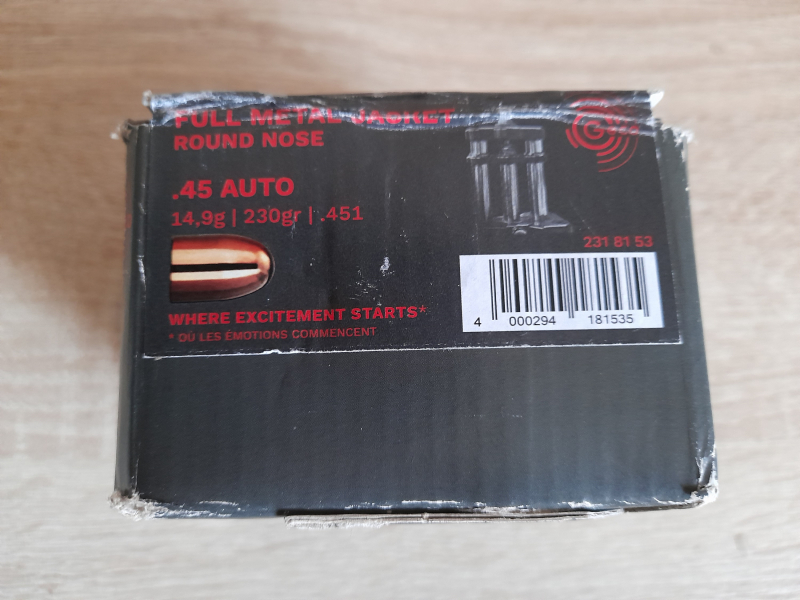 FULL METAL JACKET
ROUND NOSE
.45 AUTO
14,9g | 230gr | .451
231 81 53
4 000294 181535
WHERE EXCITEMENT STARTS*
* OÙ LES ÉMOTIONS COMMENCENT